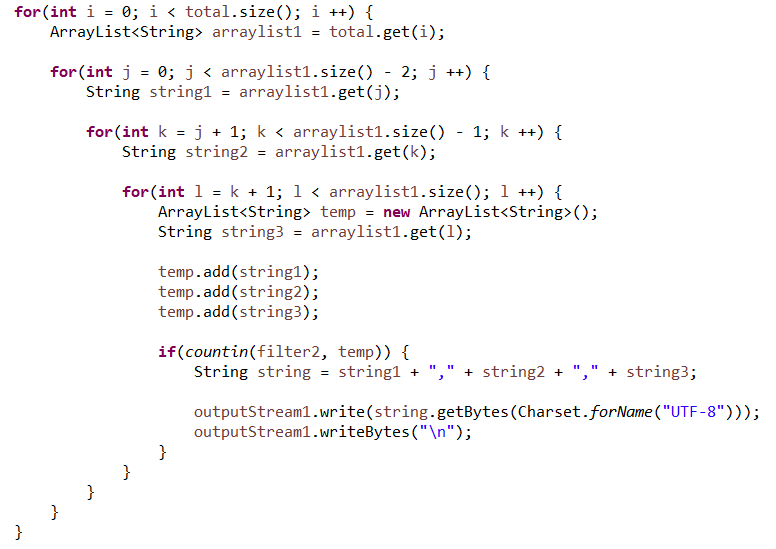 for(int i = 0; i < total.size(); i ++) {
ArrayList<String> arraylist1 = total.get(i);
for(int j = 0; j < arraylist1.size() - 2; j ++) {
String string1 = arraylist1.get(j);
for(int k = j + 1; k < arraylist1.size() - 1; k ++) {
String string2 = arraylist1.get(k);
for(int l = k + 1; l < arraylist1.size(); l ++) {
ArrayList<String> temp = new ArrayList<String>();
String string3 = arraylist1.get(l);
temp.add(string1);
temp.add(string2);
temp.add(string3);
if(countin(filter2, temp)) {
String string = string1 + "," + string2 + "," + string3;
outputStream1.write(string.getBytes(Charset.forName("UTF-8")));
outputStream1.writeBytes("\n");
}
}
}
}
}